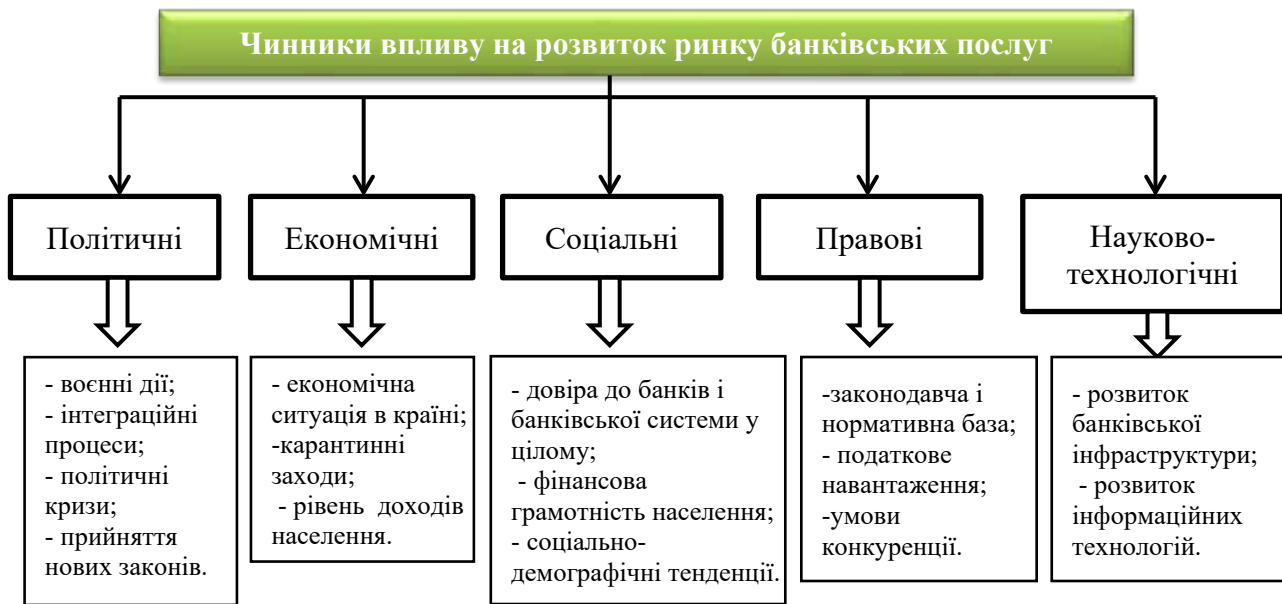 Чинники впливу на розвиток ринку банківських послуг
Політичні
Економічні
Соціальні
Правові
Науково-
технологічні
- воєнні дії;
- інтеграційні
процеси;
- політичні
кризи;
- прийняття
нових законів.
- економічна
ситуація в країні;
-карантинні
заходи;
- рівень доходів
населення.
- довіра до банків і
банківської системи у
цілому;
- фінансова
грамотність населення;
- соціально-
демографічні тенденції.
-законодавча і
нормативна база;
- податкове
навантаження;
-умови
конкуренції.
- розвиток
банківської
інфраструктури;
- розвиток
інформаційних
технологій.